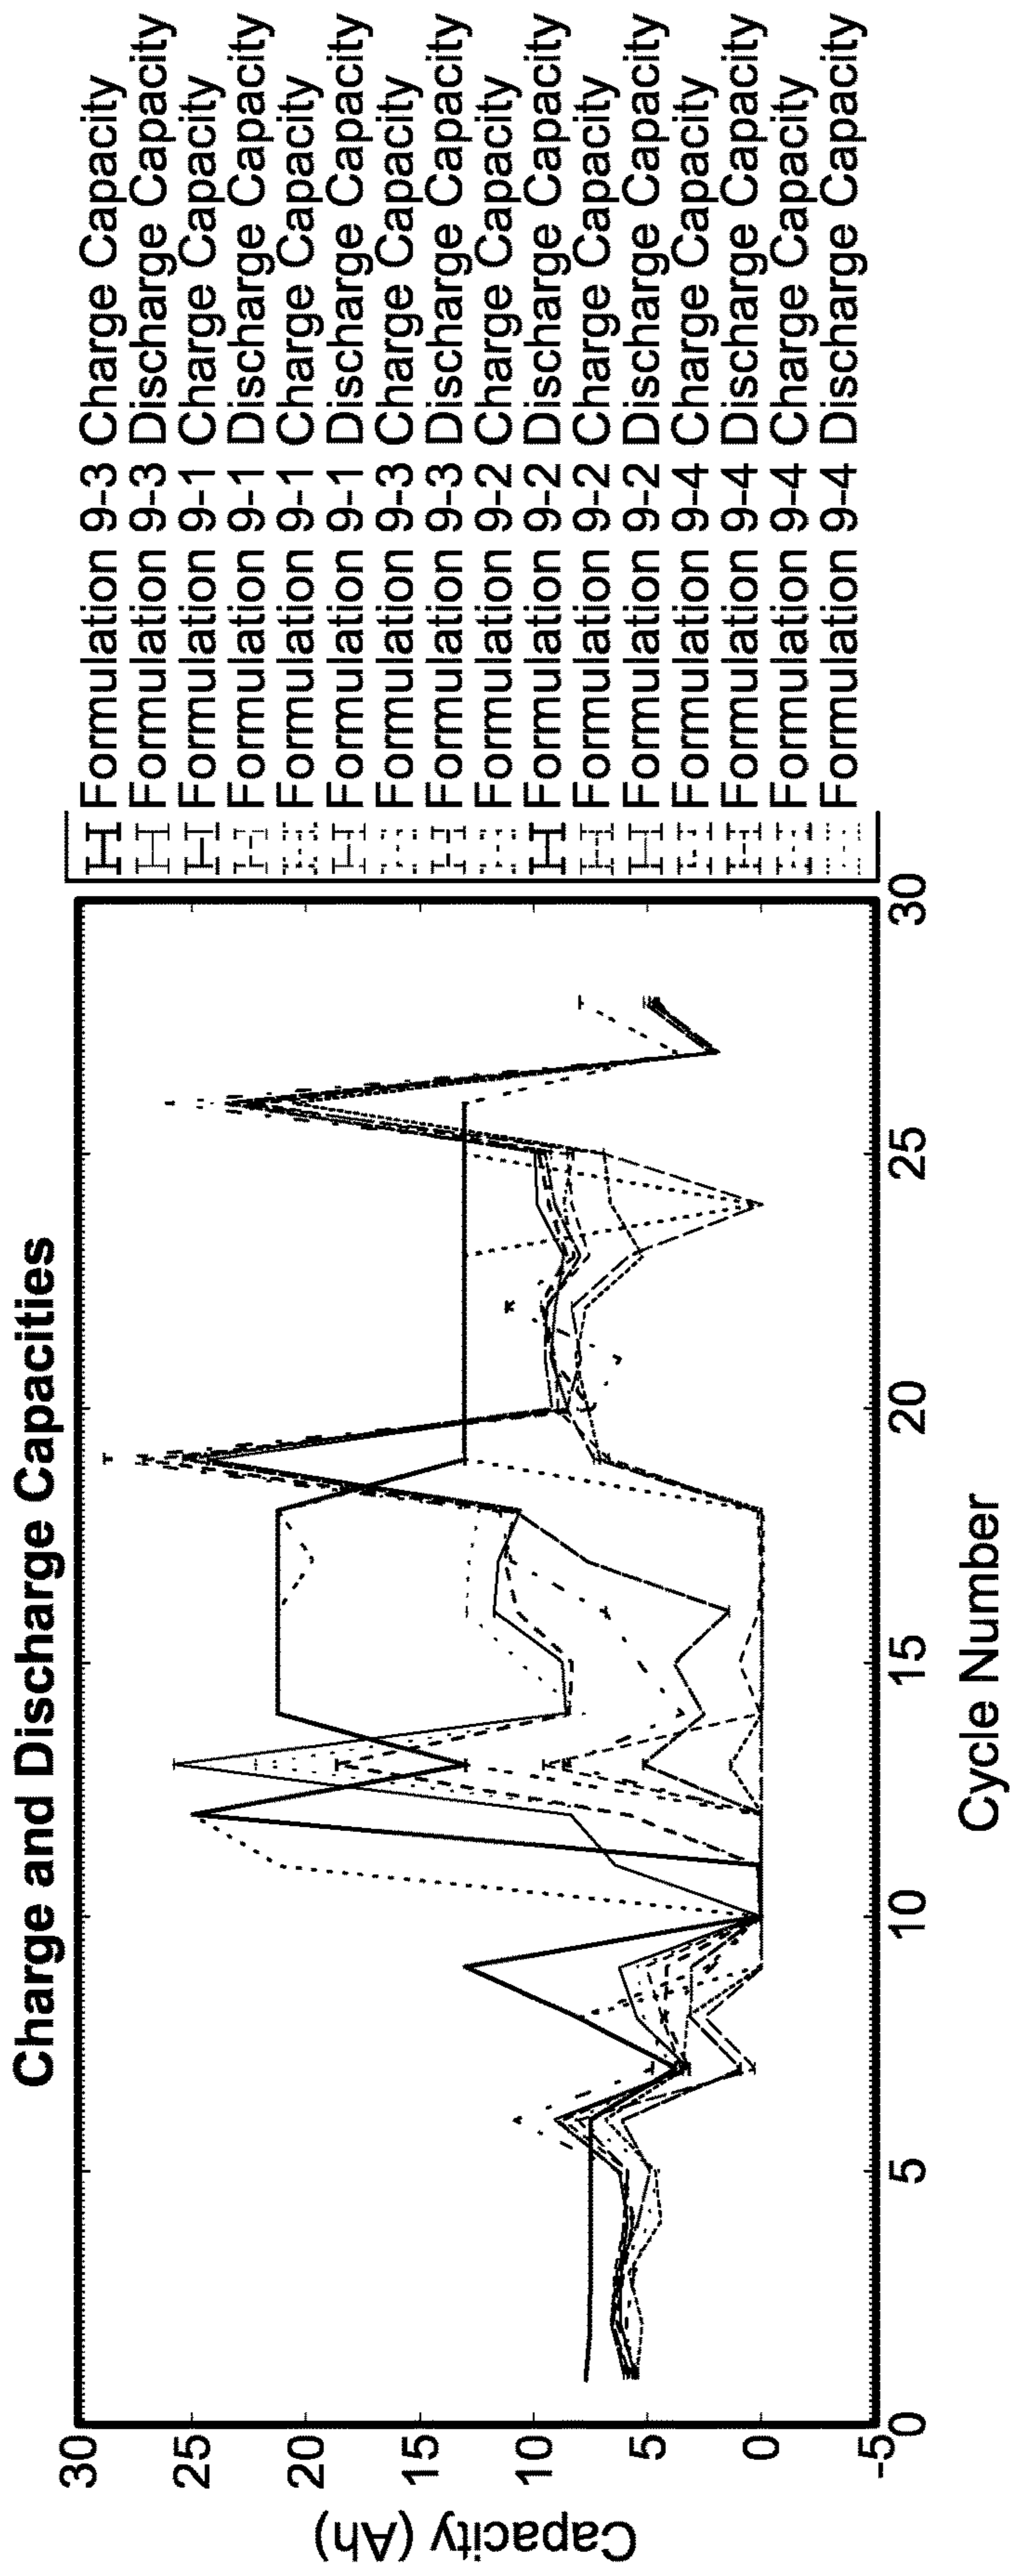 Charge and Discharge Capacities
Capacity (Ah)
30
25
20
15
10
5
0
-5
0
5
10
15
20
25
30
Cycle Number
Formulation 9-3 Charge Capacity
Formulation 9-3 Discharge Capacity
Formulation 9-1 Charge Capacity
Formulation 9-1 Discharge Capacity
Formulation 9-1 Charge Capacity
Formulation 9-1 Discharge Capacity
Formulation 9-3 Charge Capacity
Formulation 9-3 Discharge Capacity
Formulation 9-2 Charge Capacity
Formulation 9-2 Discharge Capacity
Formulation 9-2 Charge Capacity
Formulation 9-2 Discharge Capacity
Formulation 9-4 Charge Capacity
Formulation 9-4 Discharge Capacity
Formulation 9-4 Charge Capacity
Formulation 9-4 Discharge Capacity